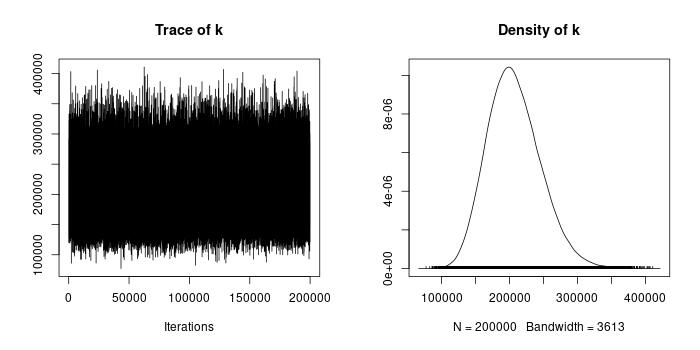 Trace of k
400000
300000
200000
100000
0 50000 100000 150000 200000
Iterations
Density of k
8e-06
4e-06
0e+00
100000 200000 300000 400000
N = 200000 Bandwidth = 3613